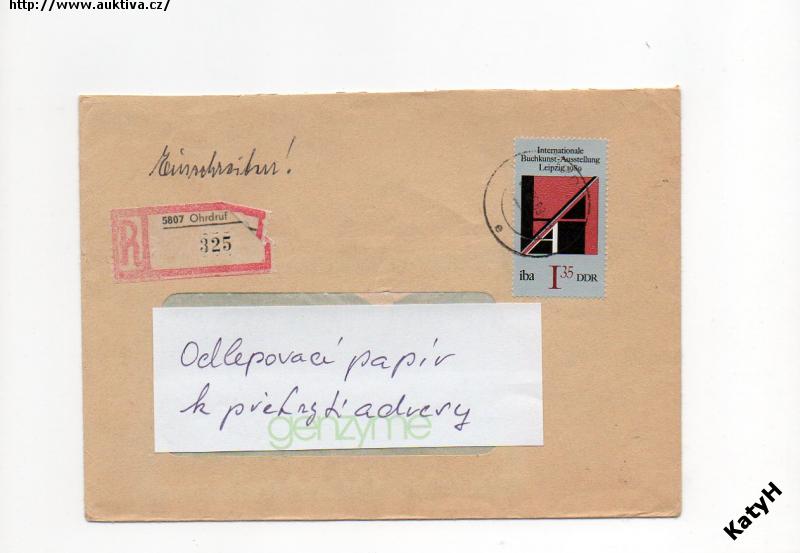 http://www.auktiva.cz/
Einschreiben!
Internationale
Buchkunst-Ausstellung
Leipzig 1989
5807 Ohrdruf
R
325
e
iba
1 35 DDR
Odlepovací papír
k překrytí adresy
genzyme
KatyH